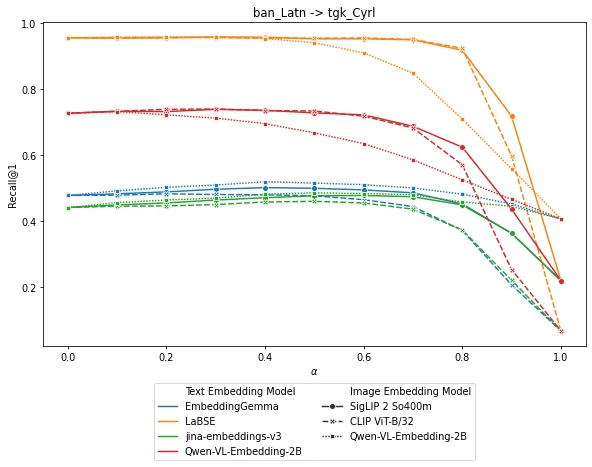 ban_Latn -> tgk_Cyrl
1.0
0.8
0.6
0.4
0.2
Recall@1
0.0 0.2 0.4 0.6 0.8 1.0
α
Text Embedding Model Image Embedding Model
EmbeddingGemma SigLIP 2 So400m
LaBSE CLIP ViT-B/32
jina-embeddings-v3 Qwen-VL-Embedding-2B
Qwen-VL-Embedding-2B